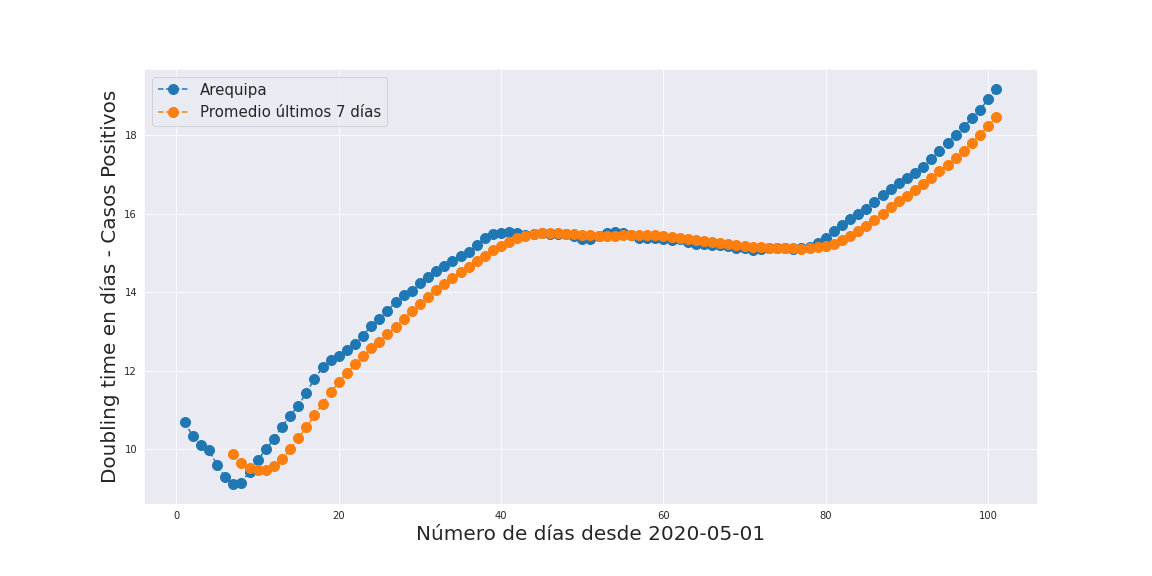 Arequipa
Promedio últimos 7 días
Doubling time en días - Casos Positivos
18
16
14
12
10
0 20 40 60 80 100
Número de días desde 2020-05-01